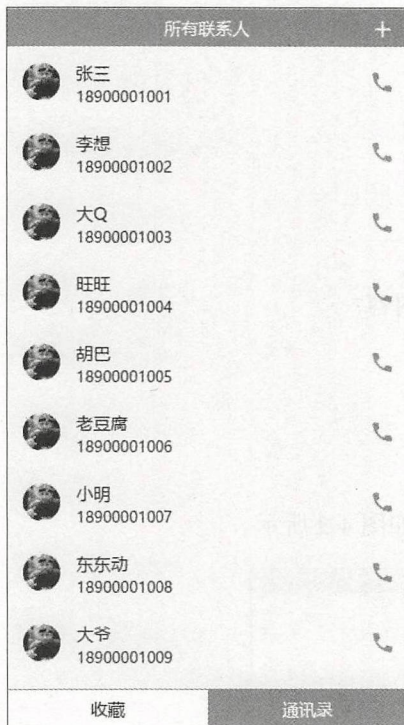 所有联系人 +
张三
18900001001
李想
18900001002
大Q
18900001003
旺旺
18900001004
胡巴
18900001005
老豆腐
18900001006
小明
18900001007
东东动
18900001008
大爷
18900001009
收藏 通讯录